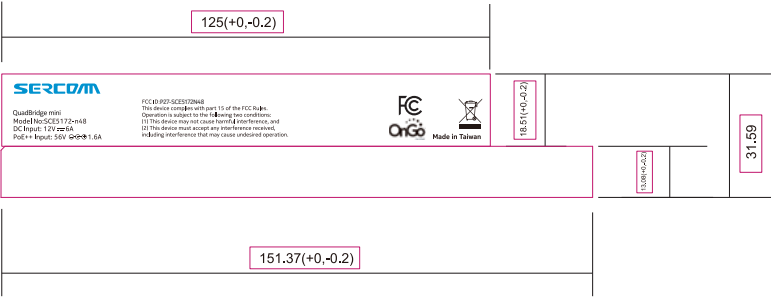 125(+0,-0.2)
SERCOMM
QuadBridge mini
Model No:SCE5172-n48
DC Input: 12V⎓6A
PoE++ Input: 56V 1.6A
FCC ID:P27-SCE5172N48
This device complies with part 15 of the FCC Rules.
Operation is subject to the following two conditions:
(1) This device may not cause harmful interference, and
(2) This device must accept any interference received,
including interference that may cause undesired operation.
FC
OnGo
Made in Taiwan
18.51(+0,-0.2)
31.59
13.08(+0,-0.2)
151.37(+0,-0.2)